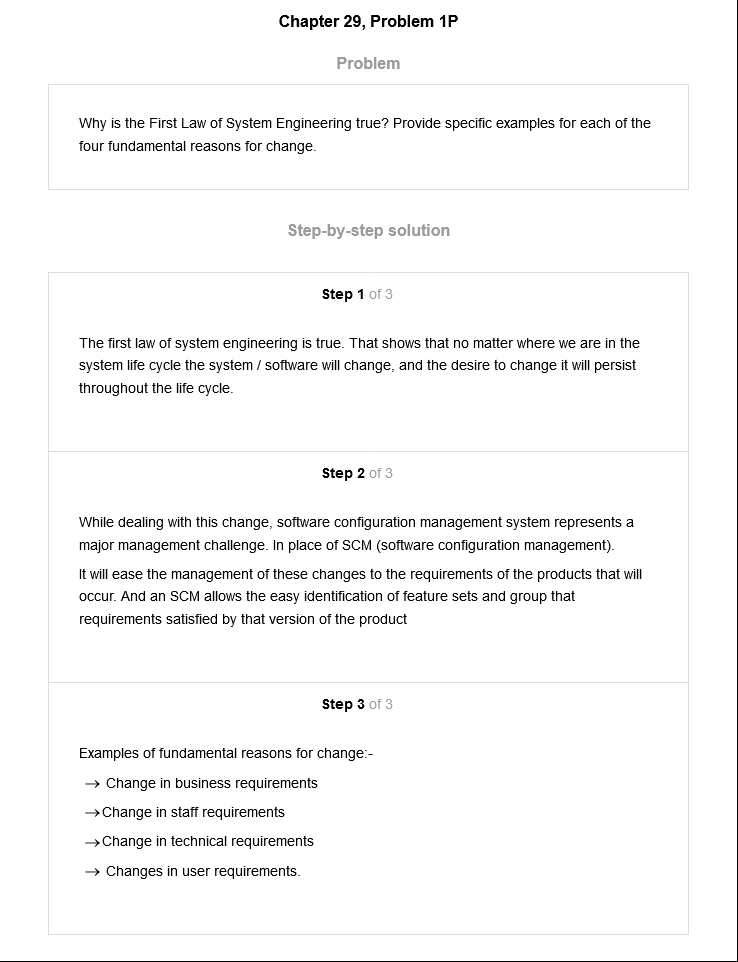 Chapter 29, Problem 1P
Problem
Why is the First Law of System Engineering true? Provide specific examples for each of the
four fundamental reasons for change.
Step-by-step solution
Step 1 of 3
The first law of system engineering is true. That shows that no matter where we are in the
system life cycle the system / software will change, and the desire to change it will persist
throughout the life cycle.
Step 2 of 3
While dealing with this change, software configuration management system represents a
major management challenge. In place of SCM (software configuration management).
It will ease the management of these changes to the requirements of the products that will
occur. And an SCM allows the easy identification of feature sets and group that
requirements satisfied by that version of the product
Step 3 of 3
Examples of fundamental reasons for change:-
→ Change in business requirements
→Change in staff requirements
→Change in technical requirements
→ Changes in user requirements.